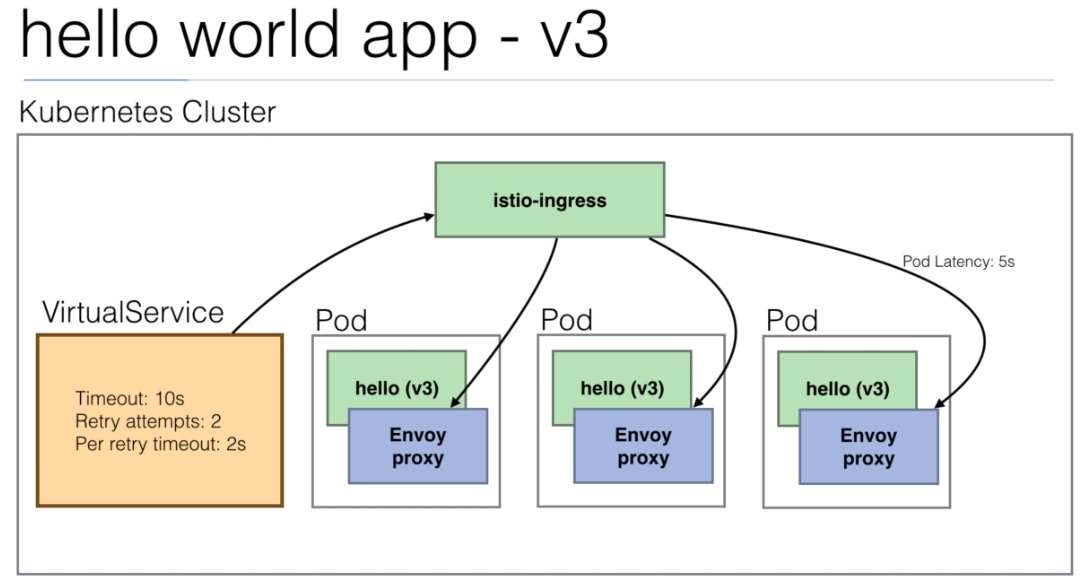 hello world app - v3
Kubernetes Cluster
istio-ingress
Pod Latency: 5s
VirtualService
Timeout: 10s
Retry attempts: 2
Per retry timeout: 2s
Pod
hello (v3)
Envoy
proxy
Pod
hello (v3)
Envoy
proxy
Pod
hello (v3)
Envoy
proxy